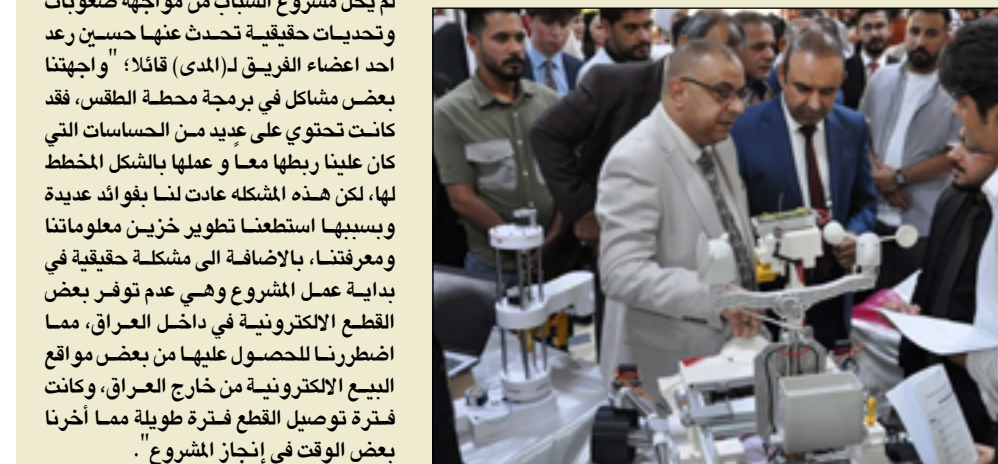 لم يخل مشروع الشباب من مواجهة صعوبات
وتحديات حقيقية تحدث عنها حسين رعد
احد اعضاء الفريق لـ(المدى) قائلا؛ "واجهتنا
بعض مشاكل في برمجة محطة الطقس، فقد
كانت تحتوي على عديد من الحساسات التي
كان علينا ربطها معا و عملها بالشكل المخطط
لها، لكن هذه المشكله عادت لنا بفوائد عديدة
وبسببها استطعنا تطوير خزين معلوماتنا
ومعرفتنا، بالاضافة الى مشكلة حقيقية في
بداية عمل المشروع وهي عدم توفر بعض
القطع الالكترونية في داخل العراق، مما
اضطررنا للحصول عليها من بعض مواقع
البيع الالكترونية من خارج العراق، وكانت
فترة توصيل القطع فترة طويلة مما أخرنا
بعض الوقت في إنجاز المشروع".